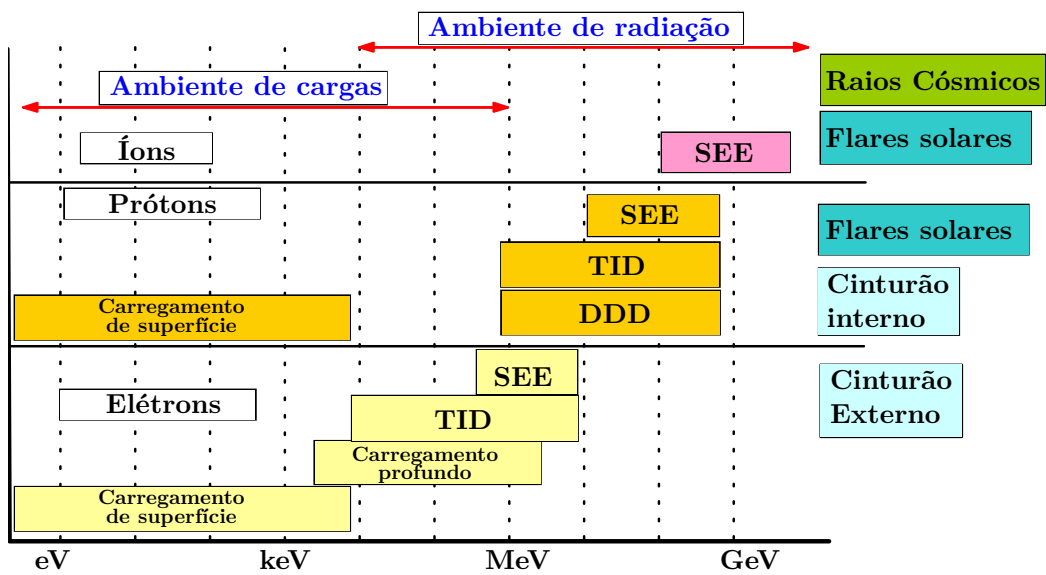 Ambiente de radiação
Ambiente de cargas
Raios Cósmicos
Íons
SEE
Flares solares
Prótons
SEE
Flares solares
TID
Carregamento
de superfície
DDD
Cinturão
interno
SEE
Elétrons
TID
Cinturão
Externo
Carregamento
profundo
Carregamento
de superfície
eV
keV
MeV
GeV